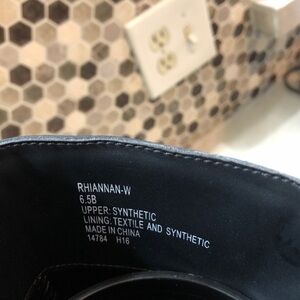 RHIANNAN-W
6.5B
UPPER: SYNTHETIC
LINING: TEXTILE AND SYNTHETIC
MADE IN CHINA
14784 H16